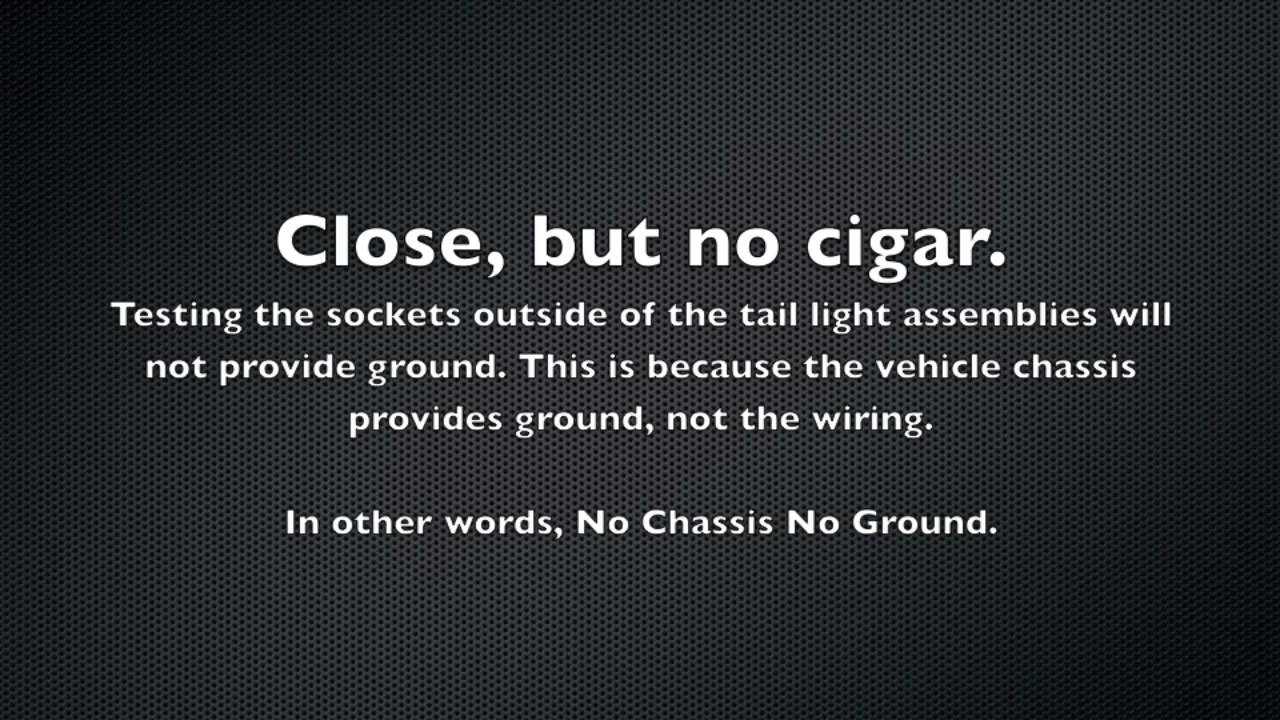 Close, but no cigar.
Testing the sockets outside of the tail light assemblies will
not provide ground. This is because the vehicle chassis
provides ground, not the wiring.
In other words, No Chassis No Ground.